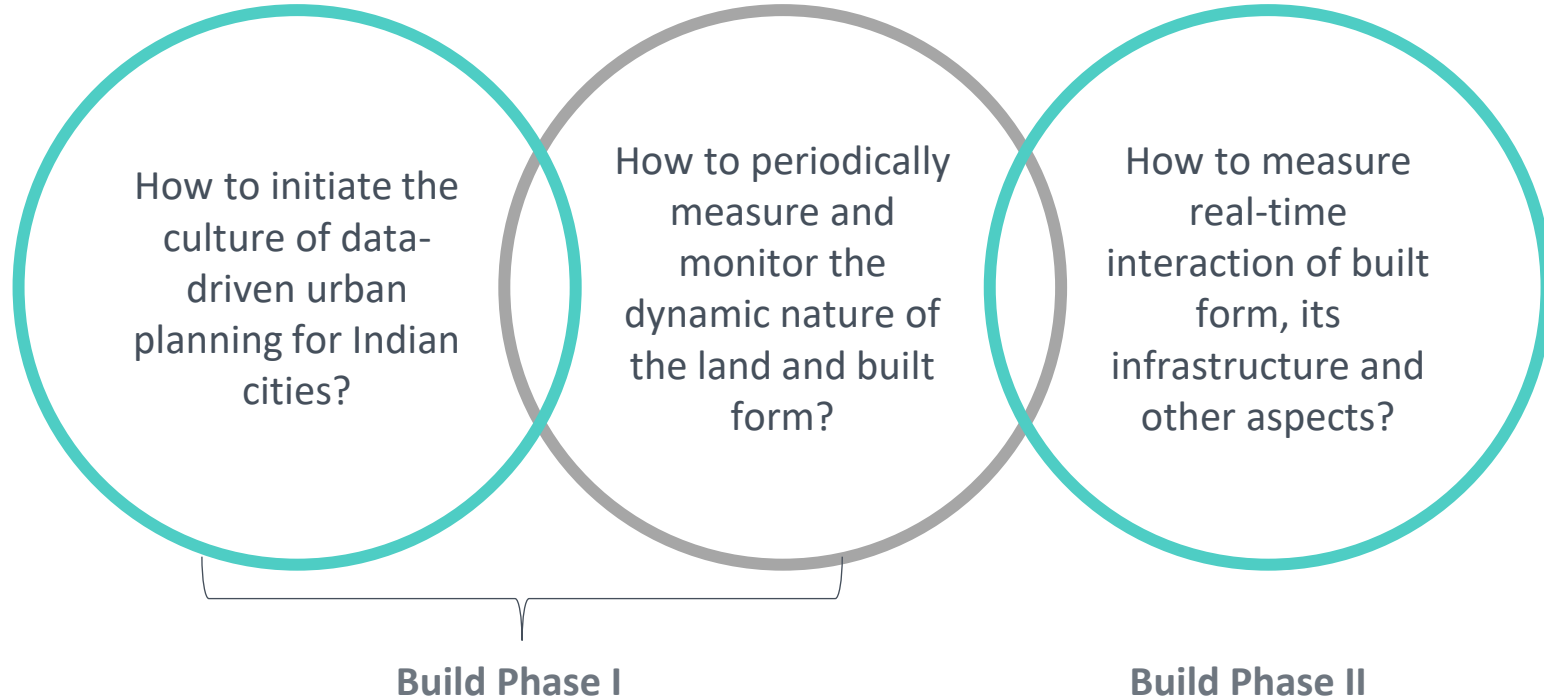 How to initiate the
culture of data-
driven urban
planning for Indian
cities?
How to periodically
measure and
monitor the
dynamic nature of
the land and built
form?
How to measure
real-time
interaction of built
form, its
infrastructure and
other aspects?
Build Phase I
Build Phase II